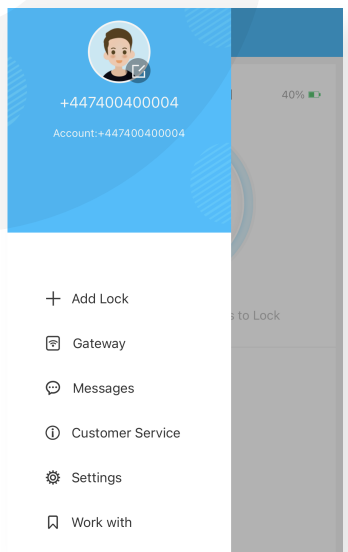 +447400400004
40%
Account:+447400400004
Add Lock
s to Lock
Gateway
Messages
Customer Service
Settings
Work with